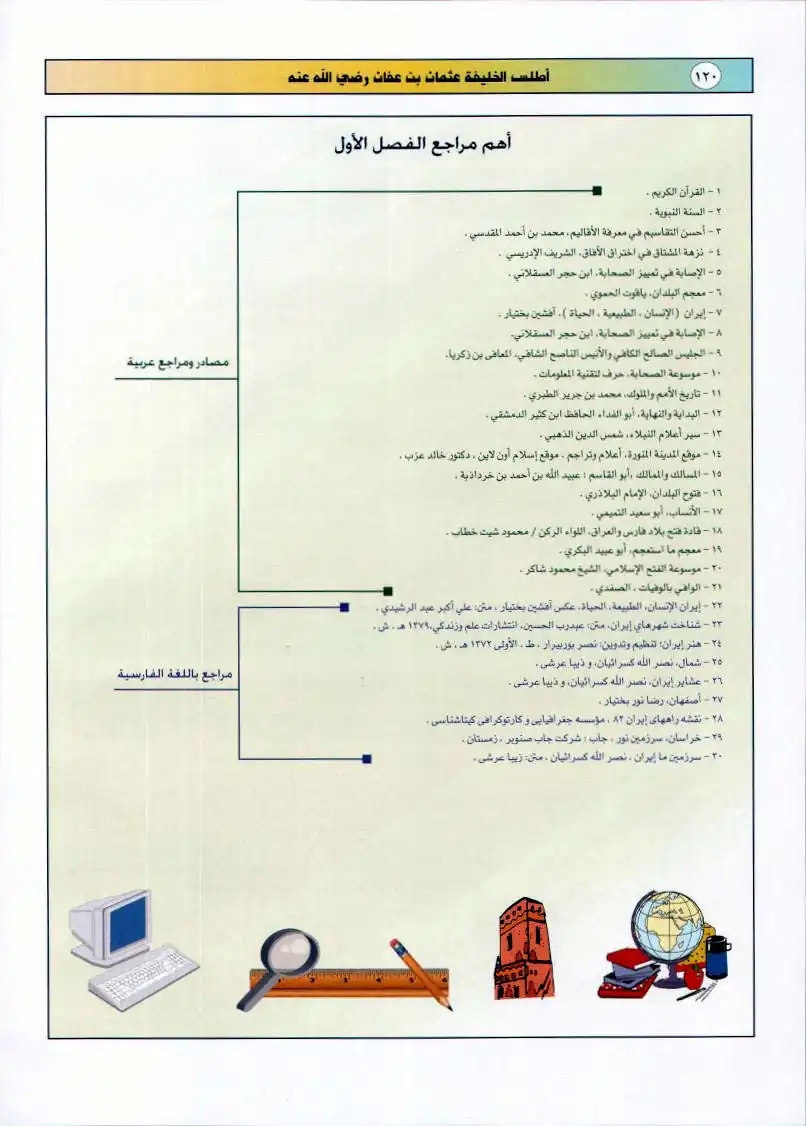 ١٢٠
أطلس الخليفة عثمان بن عفان رضي الله عنه
أهم مراجع الفصل الأول
١ - القرآن الكريم .
٢ - السنة النبوية .
٣ - أحسن التقاسيم في معرفة الأقاليم، محمد بن أحمد المقدسي .
٤ - نزهة المشتاق في اختراق الآفاق، الشريف الإدريسي .
٥ - الإصابة في تمييز الصحابة، ابن حجر العسقلاني .
٦ - معجم البلدان، ياقوت الحموي .
٧ - إيران (الإنسان ، الطبيعية ، الحياة )، آفشين بختيار .
٨ - الإصابة في تمييز الصحابة، ابن حجر العسقلاني.
٩ - الجليس الصالح الكافي والأنيس الناصح الشافي، المعافى بن زكريا.
١٠ - موسوعة الصحابة، حرف لتقنية المعلومات .
١١ - تاريخ الأمم والملوك، محمد بن جرير الطبري .
١٢ - البداية والنهاية، أبو الفداء الحافظ ابن كثير الدمشقي .
١٣ - سير أعلام النبلاء، شمس الدين الذهبي .
١٤ - موقع المدينة المنورة، أعلام وتراجم . موقع إسلام أون لاين ، دكتور خالد عزب .
١٥ - المسالك والممالك ،أبو القاسم : عبيد الله بن أحمد بن خرداذبة .
١٦ - فتوح البلدان، الإمام البلاذري .
١٧ - الأنساب، أبو سعيد التميمي .
١٨ - قادة فتح بلاد فارس والعراق، اللواء الركن / محمود شيت خطاب .
١٩ - معجم ما استعجم، أبو عبيد البكري .
٢٠ - موسوعة الفتح الإسلامي، الشيخ محمود شاكر .
٢١ - الوافي بالوفيات ، الصفدي .
مصادر ومراجع عربية
٢٢ - إيران الإنسان، الطبيعة، الحياة، عكس آفشين بختيار ، متن: علي أكبر عبد الرشيدي .
٢٣ - شناخت شهرهاي إيران، متن: عبدرب الحسين، انتشارات علم وزندكي،١٣٧٩ هـ . ش .
٢٤ - هنر إيران؛ تنظيم وتدوين: نصر بوربيرار ، ط . الأولى ١٣٧٢ هـ . ش .
٢٥ - شمال، نصر الله كسرائيان، و ذيبا عرشى .
٢٦ - عشاير إيران، نصر الله كسرائيان، و ذيبا عرشى .
٢٧ - أصفهان، رضا نور بختيار .
٢٨ - نقشه راههاى إيران ٨٢ ، مؤسسه جغرافيايى و كارتوكرافى كيتاشناسى .
٢٩ - خراسان، سرزمين نور ، جاب : شركت جاب صنوبر ، زمستان .
٣٠ - سرزمين ما إيران ، نصر الله كسرائيان ، متن: زيبا عرشى .
مراجع باللغة الفارسية